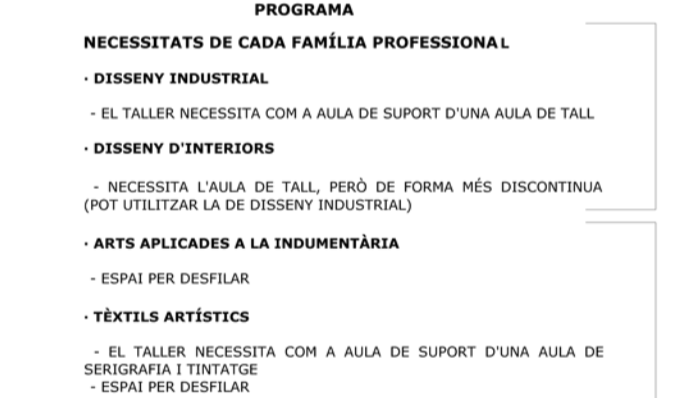 PROGRAMA
NECESSITATS DE CADA FAMÍLIA PROFESSIONAL
· DISSENY INDUSTRIAL
- EL TALLER NECESSITA COM A AULA DE SUPORT D'UNA AULA DE TALL
· DISSENY D'INTERIORS
- NECESSITA L'AULA DE TALL, PERÒ DE FORMA MÉS DISCONTINUA
(POT UTILITZAR LA DE DISSENY INDUSTRIAL)
· ARTS APLICADES A LA INDUMENTÀRIA
- ESPAI PER DESFILAR
· TÈXTILS ARTÍSTICS
- EL TALLER NECESSITA COM A AULA DE SUPORT D'UNA AULA DE
SERIGRAFIA I TINTATGE
- ESPAI PER DESFILAR